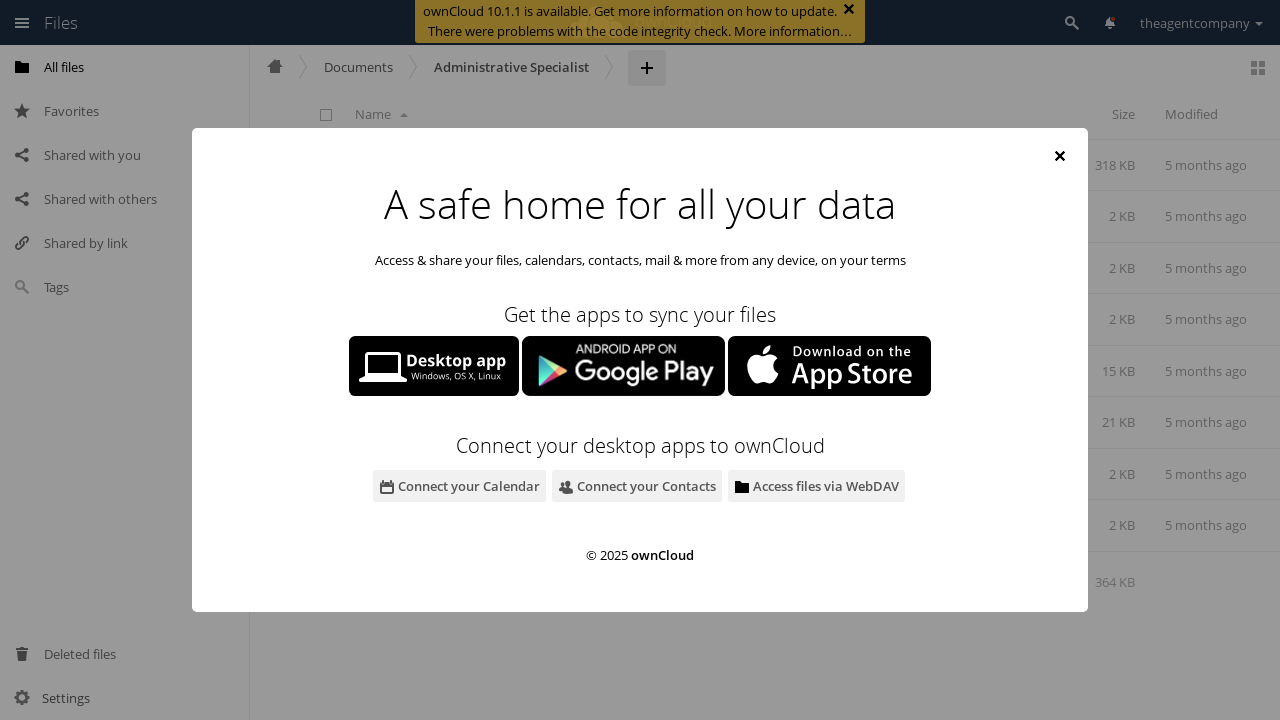 Files
ownCloud 10.1.1 is available. Get more information on how to update.
There were problems with the code integrity check. More information…
theagentcompany
All files
Favorites
Shared with you
Shared with others
Shared by link
Tags
Deleted files
Settings
Documents
Administrative Specialist
Name
Size
Modified
318 KB
5 months ago
2 KB
5 months ago
2 KB
5 months ago
2 KB
5 months ago
15 KB
5 months ago
21 KB
5 months ago
2 KB
5 months ago
2 KB
5 months ago
364 KB
A safe home for all your data
Access & share your files, calendars, contacts, mail & more from any device, on your terms
Get the apps to sync your files
Desktop app
Windows, OS X, Linux
ANDROID APP ON
Google Play
Download on the
App Store
Connect your desktop apps to ownCloud
Connect your Calendar
Connect your Contacts
Access files via WebDAV
© 2025 ownCloud